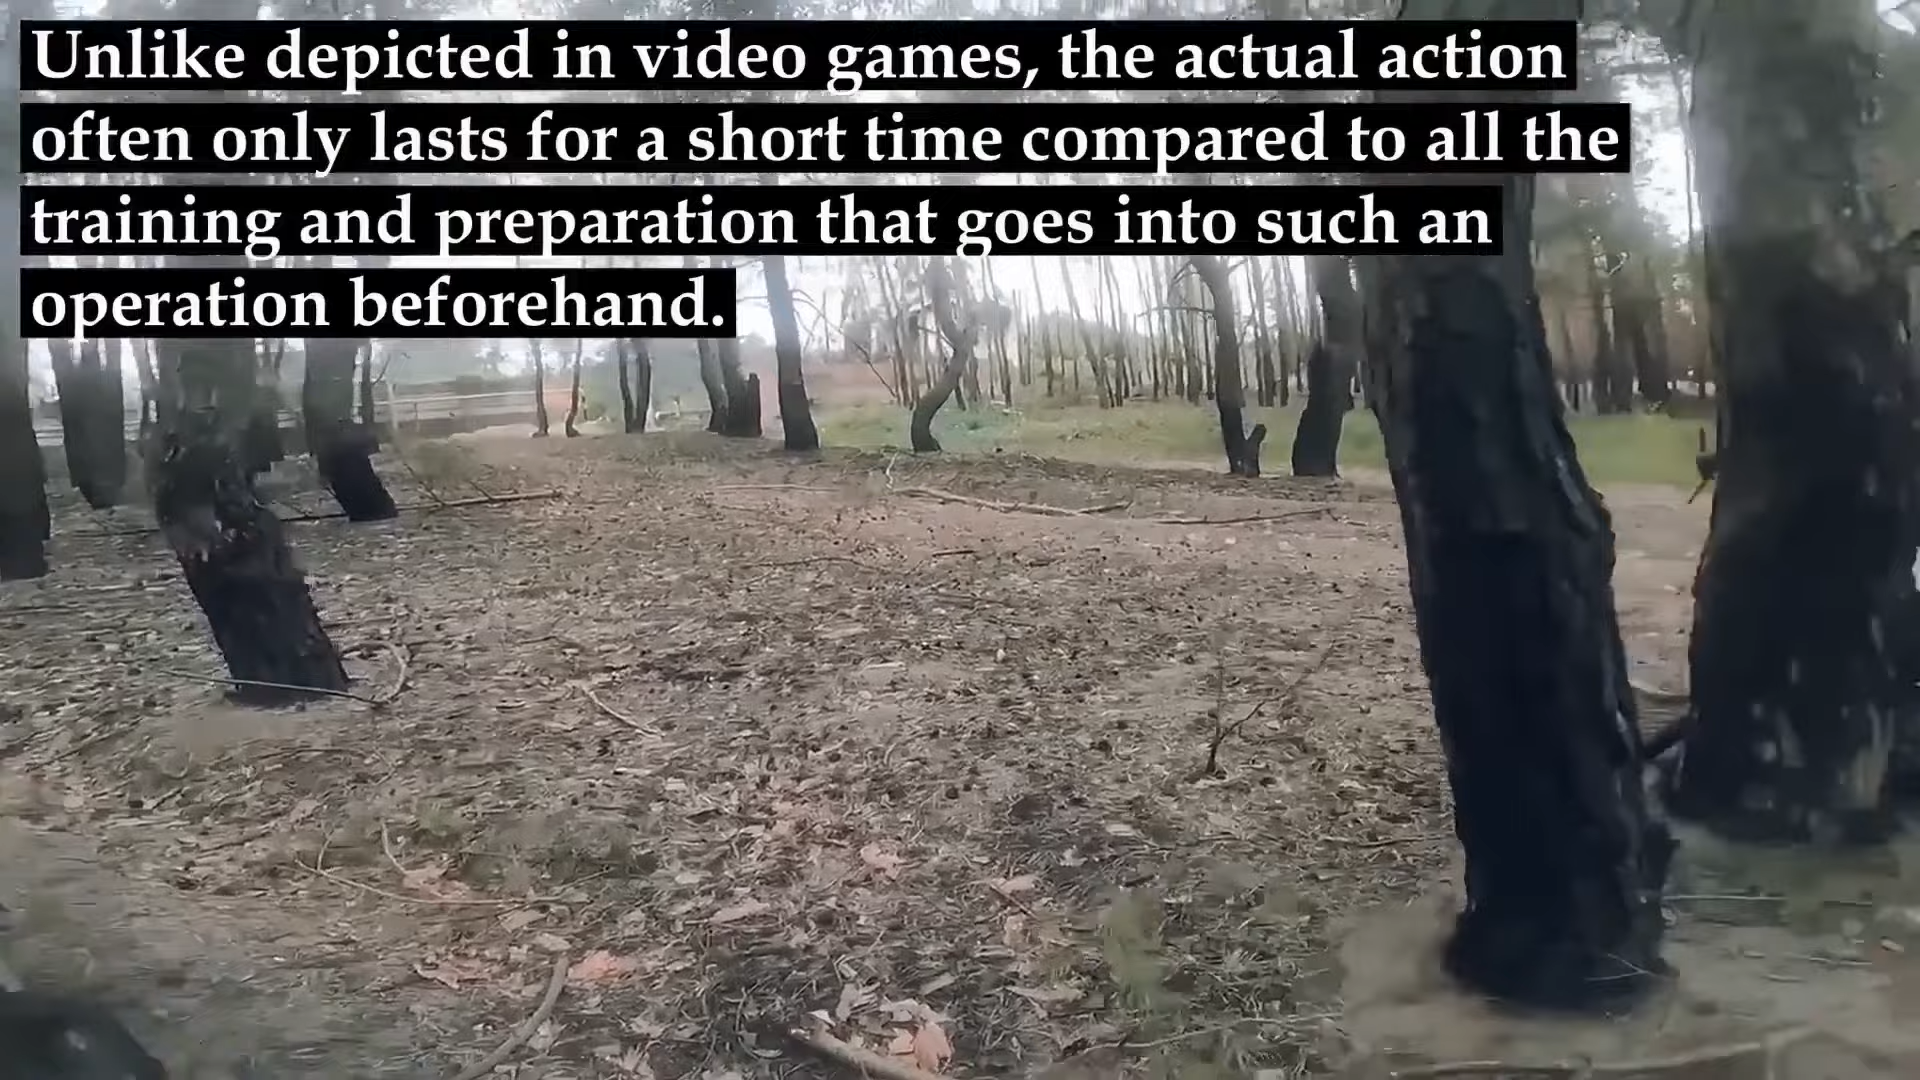 Unlike depicted in video games, the actual action
often only lasts for a short time compared to all the
training and preparation that goes into such an
operation beforehand.